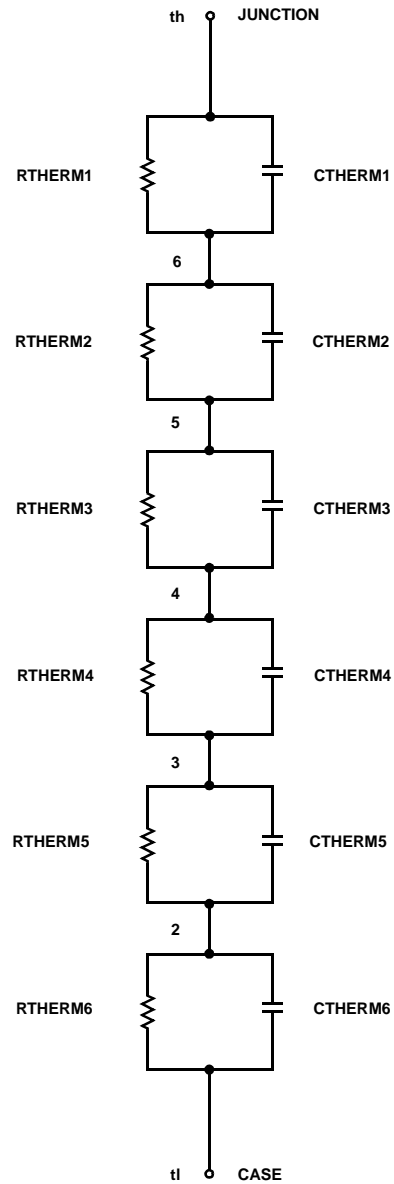 th JUNCTION
RTHERM1 CTHERM1
6
RTHERM2 CTHERM2
5
RTHERM3 CTHERM3
4
RTHERM4 CTHERM4
3
RTHERM5 CTHERM5
2
RTHERM6 CTHERM6
tl CASE